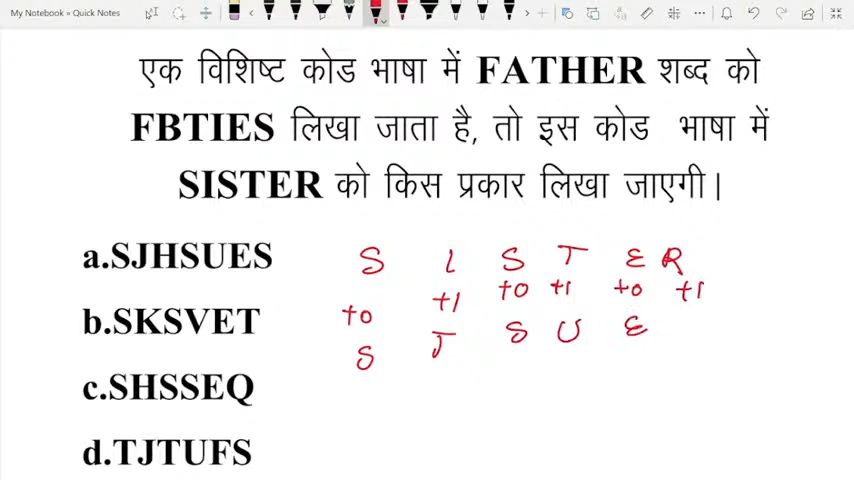 My Notebook » Quick Notes
एक विशिष्ट कोड भाषा में FATHER शब्द को
FBTIES लिखा जाता है, तो इस कोड भाषा में
SISTER को किस प्रकार लिखा जाएगी।
a.SJHSUES
b.SKSVET
c.SHSSEQ
d.TJTUFS
S I S T E R
+0 +1 +0 +1 +0 +1
S J S U E